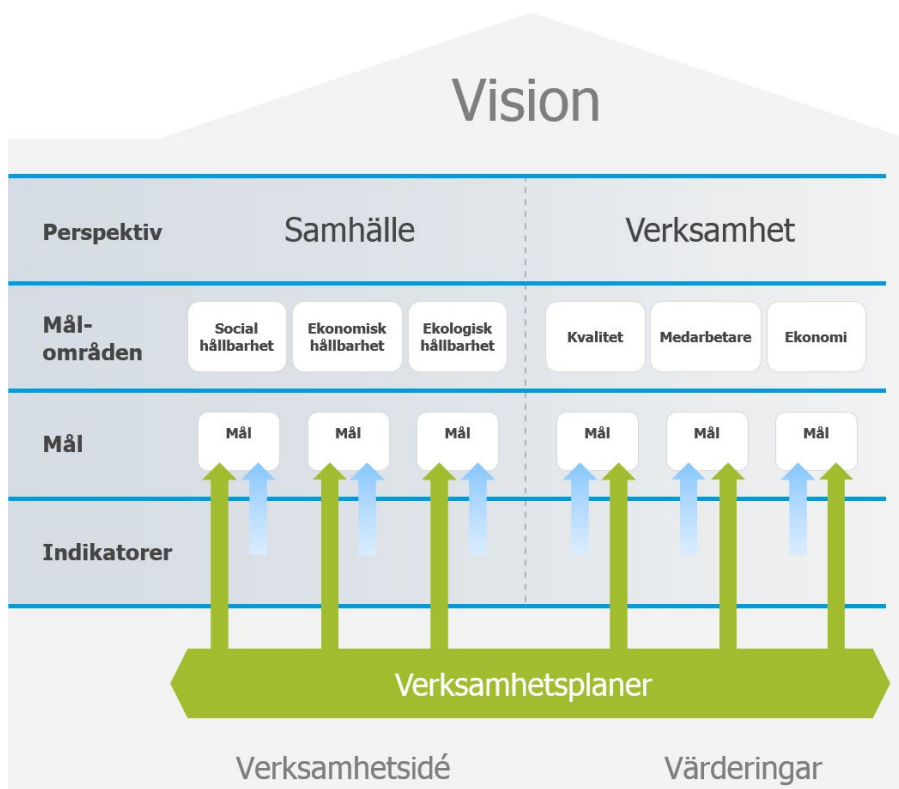 Vision
Perspektiv
Samhälle
Verksamhet
Mål-
områden
Social
hållbarhet
Ekonomisk
hållbarhet
Ekologisk
hållbarhet
Kvalitet
Medarbetare
Ekonomi
Mål
Mål
Mål
Mål
Mål
Mål
Mål
Indikatorer
Verksamhetsplaner
Verksamhetsidé
Värderingar